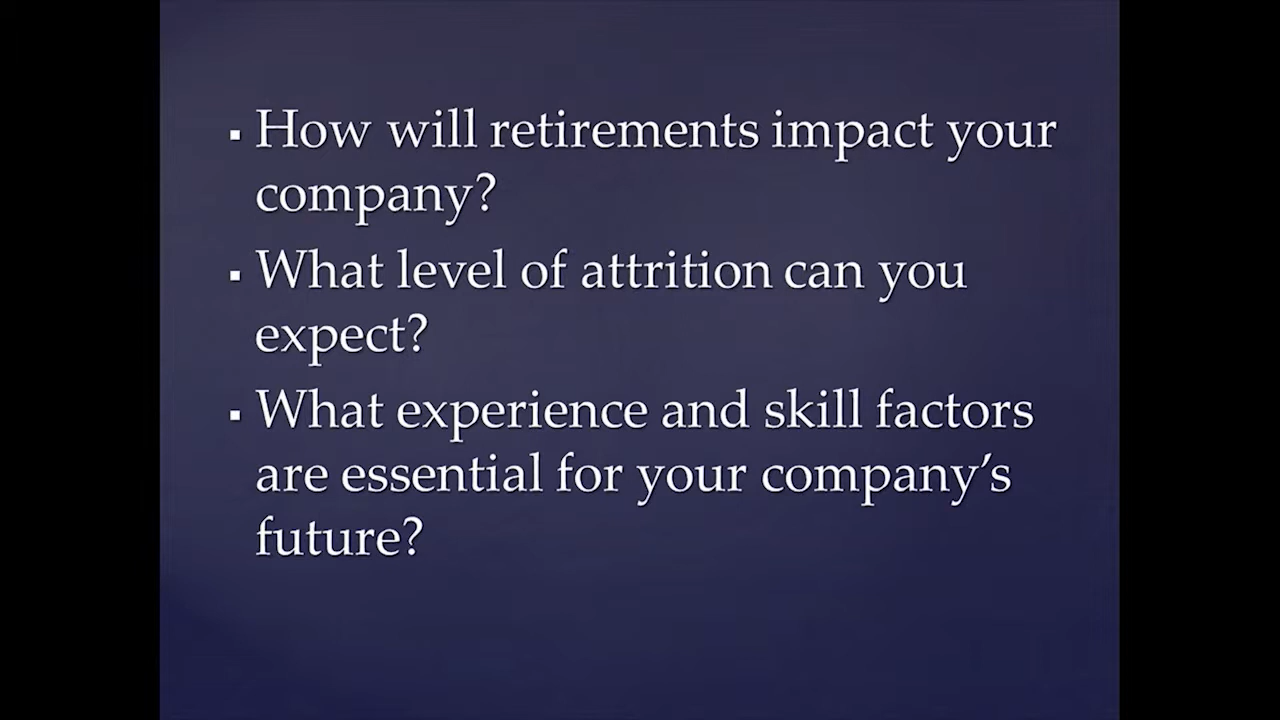 ▪ How will retirements impact your
company?
▪ What level of attrition can you
expect?
▪ What experience and skill factors
are essential for your company’s
future?